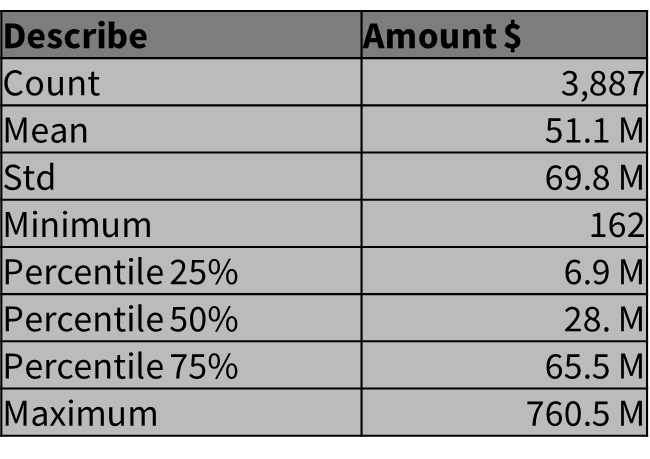 Describe Amount $
Count 3,887
Mean 51.1 M
Std 69.8 M
Minimum 162
Percentile 25% 6.9 M
Percentile 50% 28. M
Percentile 75% 65.5 M
Maximum 760.5 M